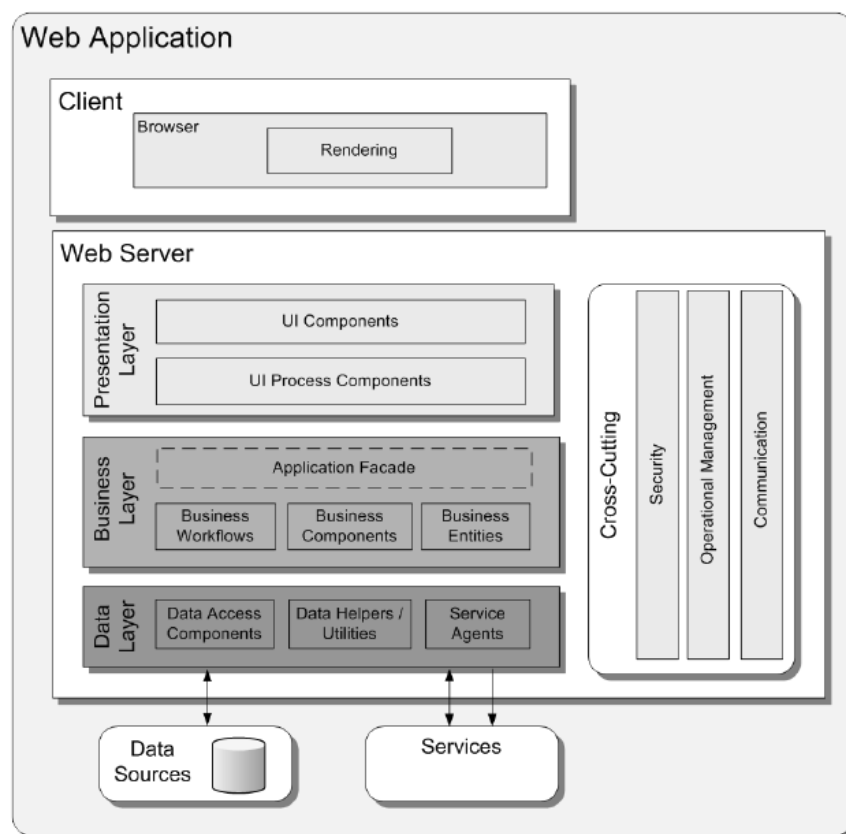 Web Application
Client
Browser
Rendering
Web Server
Presentation
Layer
UI Components
UI Process Components
Business
Layer
Application Facade
Business
Workflows
Business
Components
Business
Entities
Data
Layer
Data Access
Components
Data Helpers /
Utilities
Service
Agents
Cross-Cutting
Security
Operational Management
Communication
Data
Sources
Services